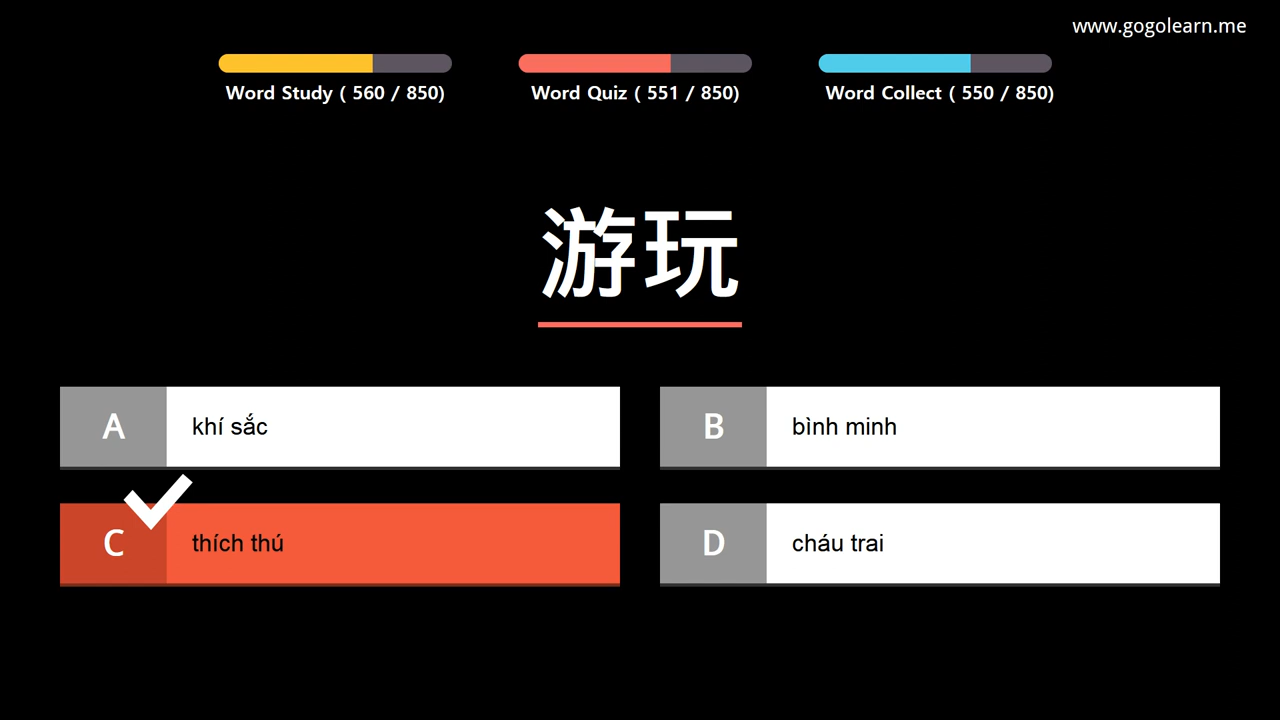 www.gogolearn.me
Word Study ( 560 / 850)
Word Quiz ( 551 / 850)
Word Collect ( 550 / 850)
游玩
A khí sắc
B bình minh
C thích thú
D cháu trai